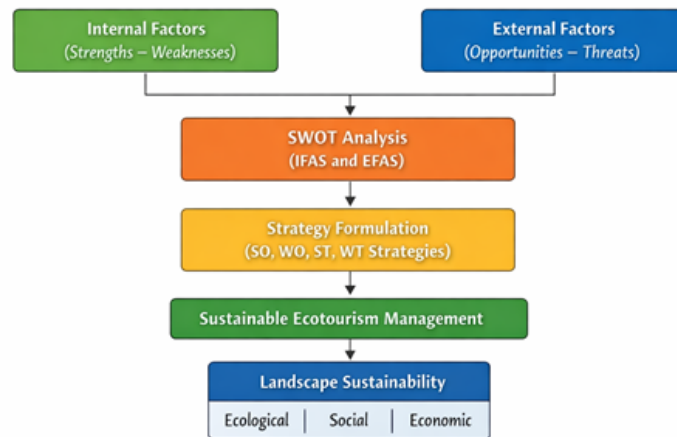 Internal Factors
(Strengths – Weaknesses)
External Factors
(Opportunities – Threats)
SWOT Analysis
(IFAS and EFAS)
Strategy Formulation
(SO, WO, ST, WT Strategies)
Sustainable Ecotourism Management
Landscape Sustainability
Ecological | Social | Economic